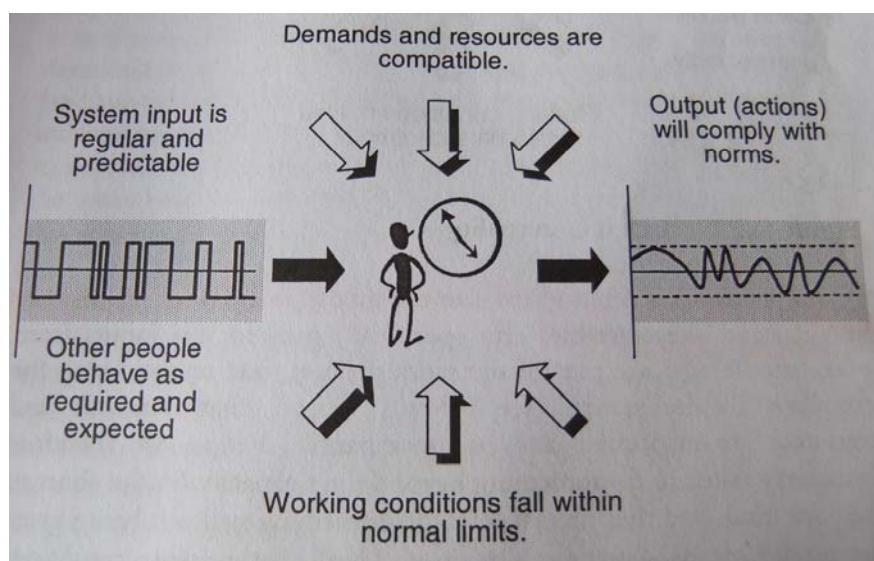 Demands and resources are
compatible.
System input is
regular and
predictable
Output (actions)
will comply with
norms.
Other people
behave as
required and
expected
Working conditions fall within
normal limits.